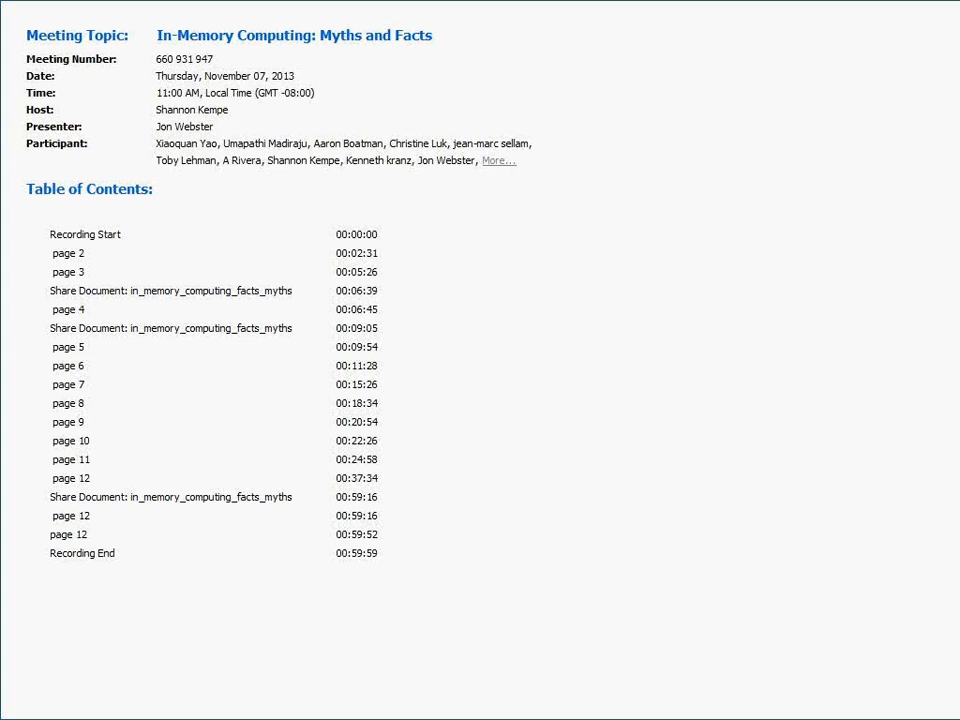 Meeting Topic: In-Memory Computing: Myths and Facts
Meeting Number: 660 931 947
Date: Thursday, November 07, 2013
Time: 11:00 AM, Local Time (GMT -08:00)
Host: Shannon Kempe
Presenter: Jon Webster
Participant: Xiaoquan Yao, Umapathi Madiraju, Aaron Boatman, Christine Luk, jean-marc sellam,
Toby Lehman, A Rivera, Shannon Kempe, Kenneth kranz, Jon Webster, More...
Table of Contents:
Recording Start 00:00:00
page 2 00:02:31
page 3 00:05:26
Share Document: in_memory_computing_facts_myths 00:06:39
page 4 00:06:45
Share Document: in_memory_computing_facts_myths 00:09:05
page 5 00:09:54
page 6 00:11:28
page 7 00:15:26
page 8 00:18:34
page 9 00:20:54
page 10 00:22:26
page 11 00:24:58
page 12 00:37:34
Share Document: in_memory_computing_facts_myths 00:59:16
page 12 00:59:16
page 12 00:59:52
Recording End 00:59:59